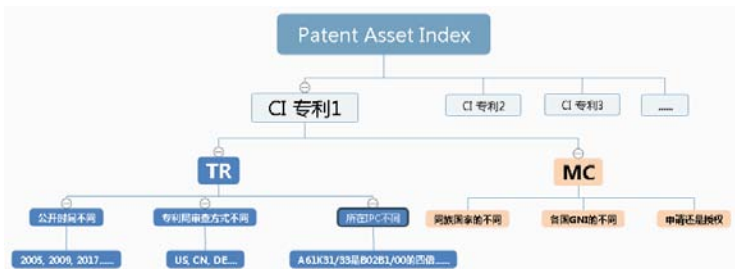 Patent Asset Index
CI 专利1
CI 专利2
CI 专利3
......
TR
MC
公开时间不同
专利局审查方式不同
所在IPC不同
同族国家的不同
各国GNI的不同
申请还是授权
2005, 2009, 2017......
US, CN, DE......
A61K31/33是B02B1/00的四倍......